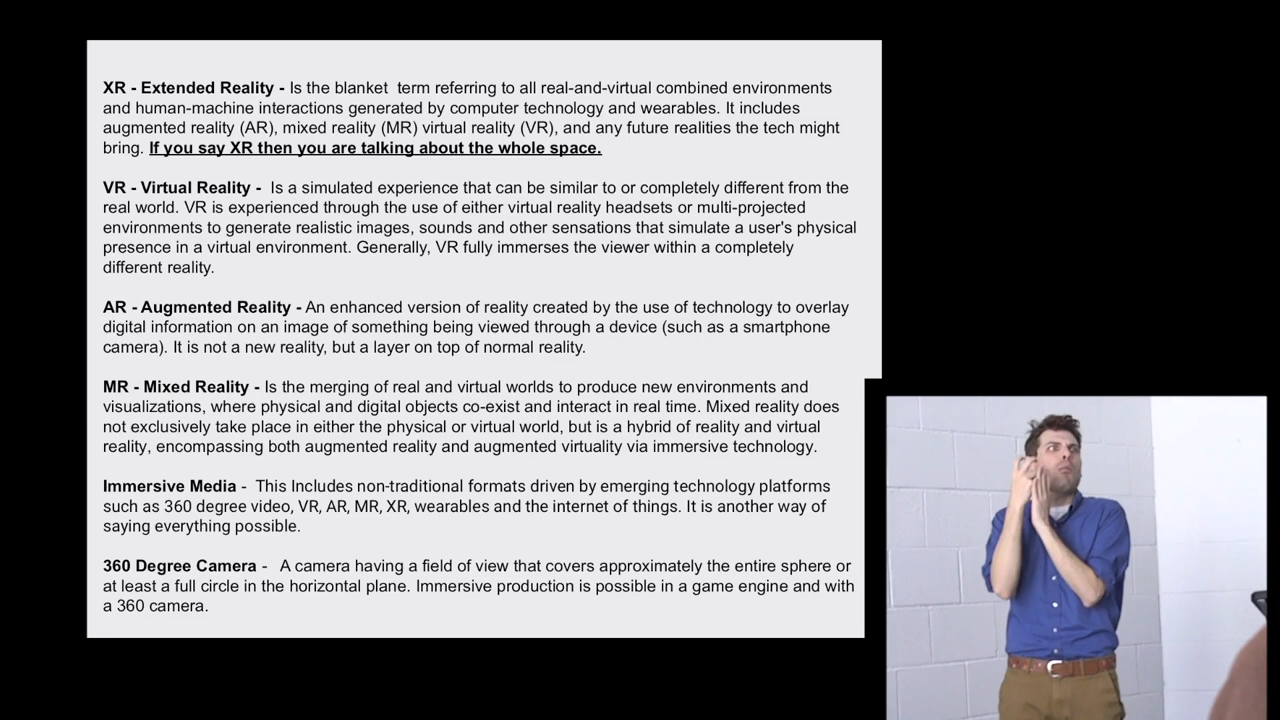 XR - Extended Reality - Is the blanket  term referring to all real-and-virtual combined environments
and human-machine interactions generated by computer technology and wearables. It includes
augmented reality (AR), mixed reality (MR) virtual reality (VR), and any future realities the tech might
bring. If you say XR then you are talking about the whole space.
VR - Virtual Reality -  Is a simulated experience that can be similar to or completely different from the
real world. VR is experienced through the use of either virtual reality headsets or multi-projected
environments to generate realistic images, sounds and other sensations that simulate a user's physical
presence in a virtual environment. Generally, VR fully immerses the viewer within a completely
different reality.
AR - Augmented Reality - An enhanced version of reality created by the use of technology to overlay
digital information on an image of something being viewed through a device (such as a smartphone
camera). It is not a new reality, but a layer on top of normal reality.
MR - Mixed Reality - Is the merging of real and virtual worlds to produce new environments and
visualizations, where physical and digital objects co-exist and interact in real time. Mixed reality does
not exclusively take place in either the physical or virtual world, but is a hybrid of reality and virtual
reality, encompassing both augmented reality and augmented virtuality via immersive technology.
Immersive Media -  This Includes non-traditional formats driven by emerging technology platforms
such as 360 degree video, VR, AR, MR, XR, wearables and the internet of things. It is another way of
saying everything possible.
360 Degree Camera -   A camera having a field of view that covers approximately the entire sphere or
at least a full circle in the horizontal plane. Immersive production is possible in a game engine and with
a 360 camera.